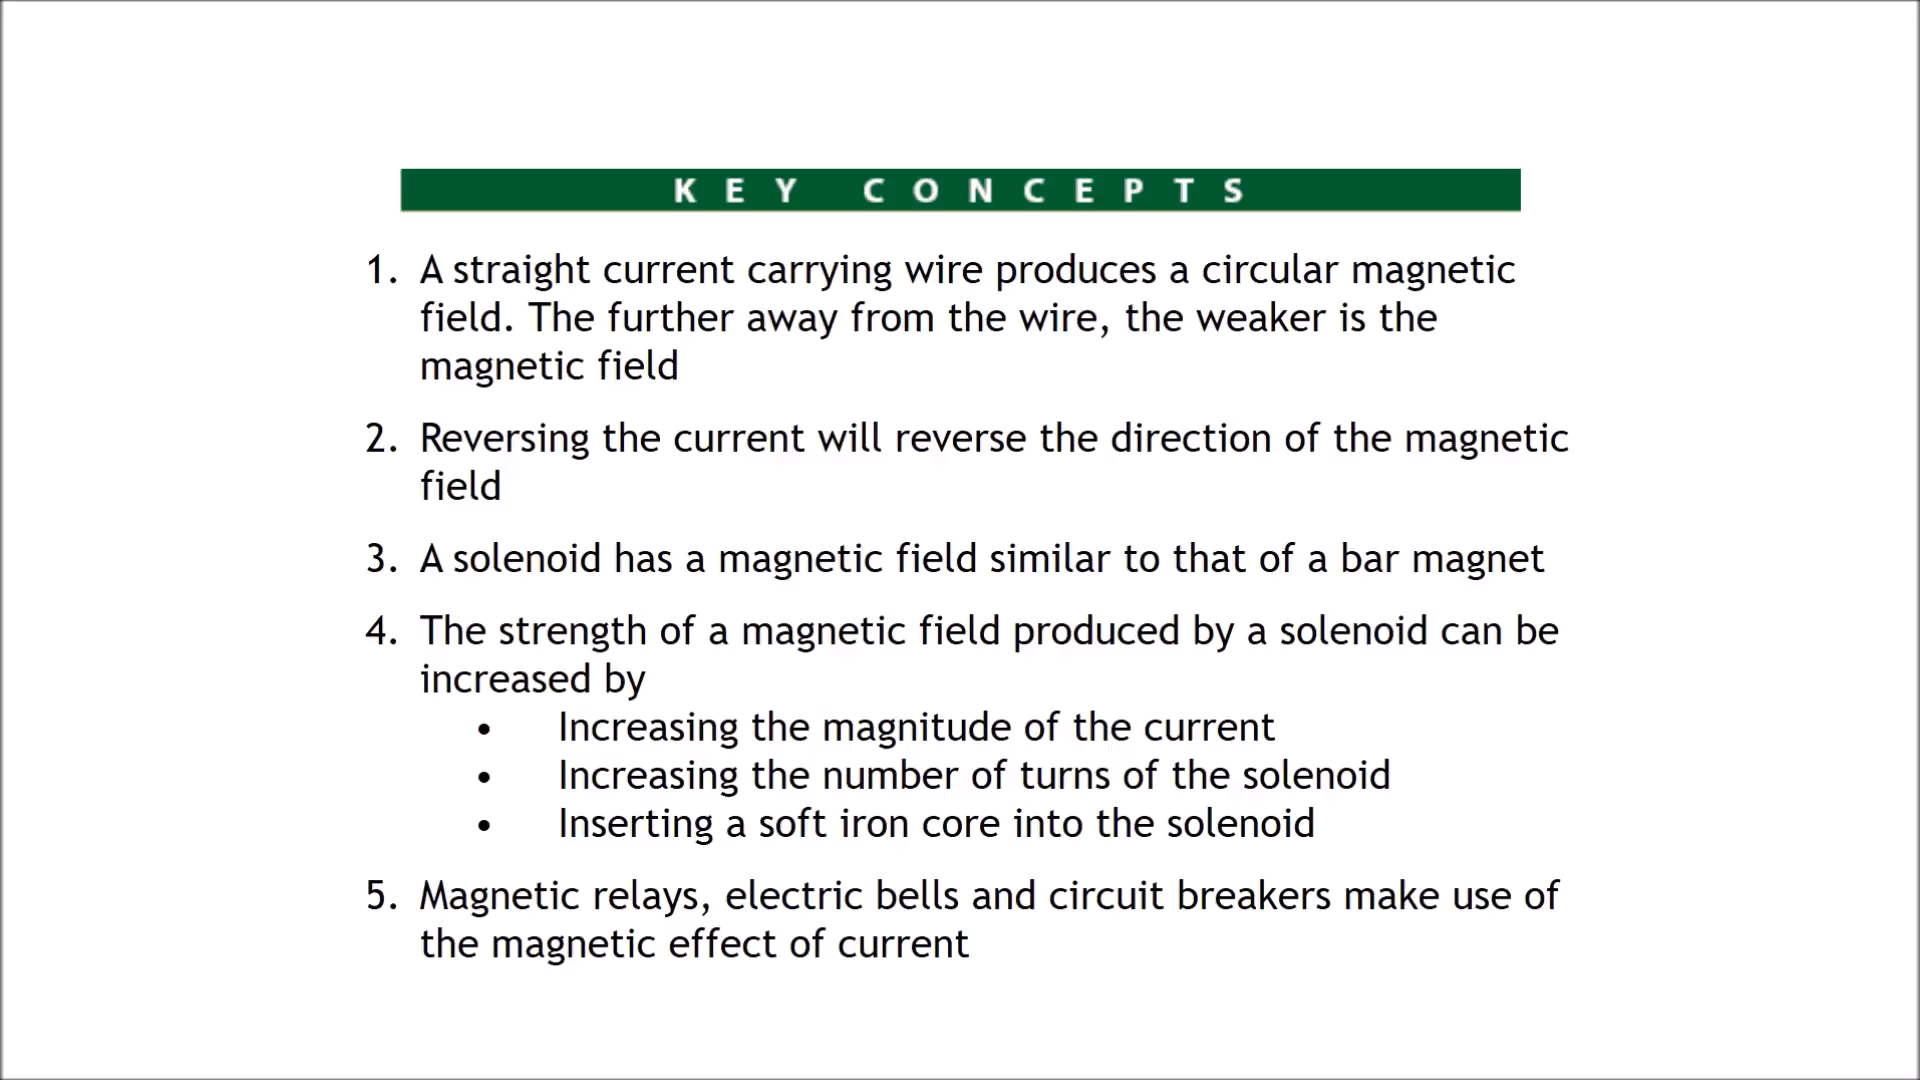 KEY CONCEPTS
1. A straight current carrying wire produces a circular magnetic
field. The further away from the wire, the weaker is the
magnetic field
2. Reversing the current will reverse the direction of the magnetic
field
3. A solenoid has a magnetic field similar to that of a bar magnet
4. The strength of a magnetic field produced by a solenoid can be
increased by
• Increasing the magnitude of the current
• Increasing the number of turns of the solenoid
• Inserting a soft iron core into the solenoid
5. Magnetic relays, electric bells and circuit breakers make use of
the magnetic effect of current